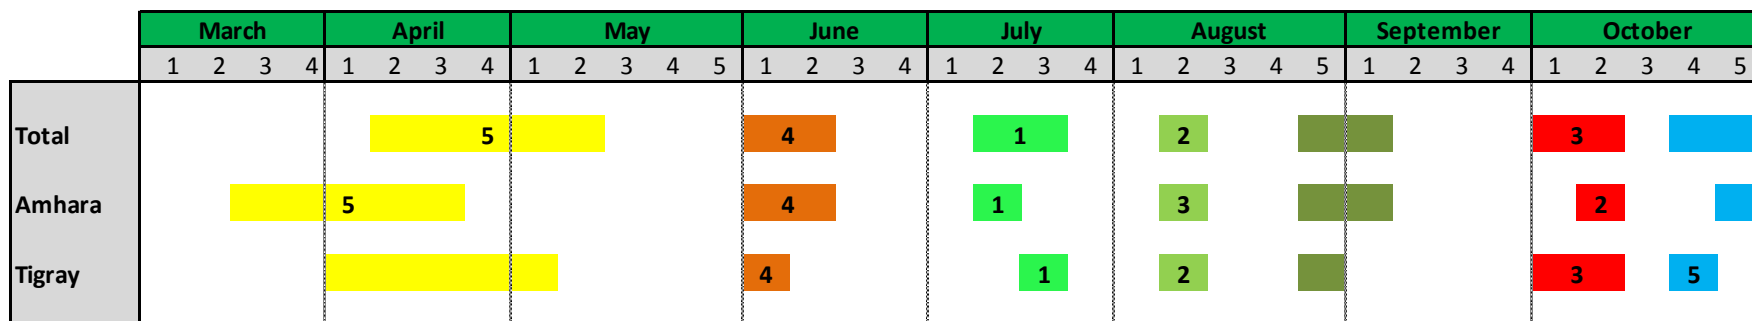 March April May June July August September October
1 2 3 4 1 2 3 4 1 2 3 4 5 1 2 3 4 1 2 3 4 1 2 3 4 5 1 2 3 4 1 2 3 4 5
Total 5 4 1 2 3
Amhara 5 4 1 3 2
Tigray 4 1 2 3 5